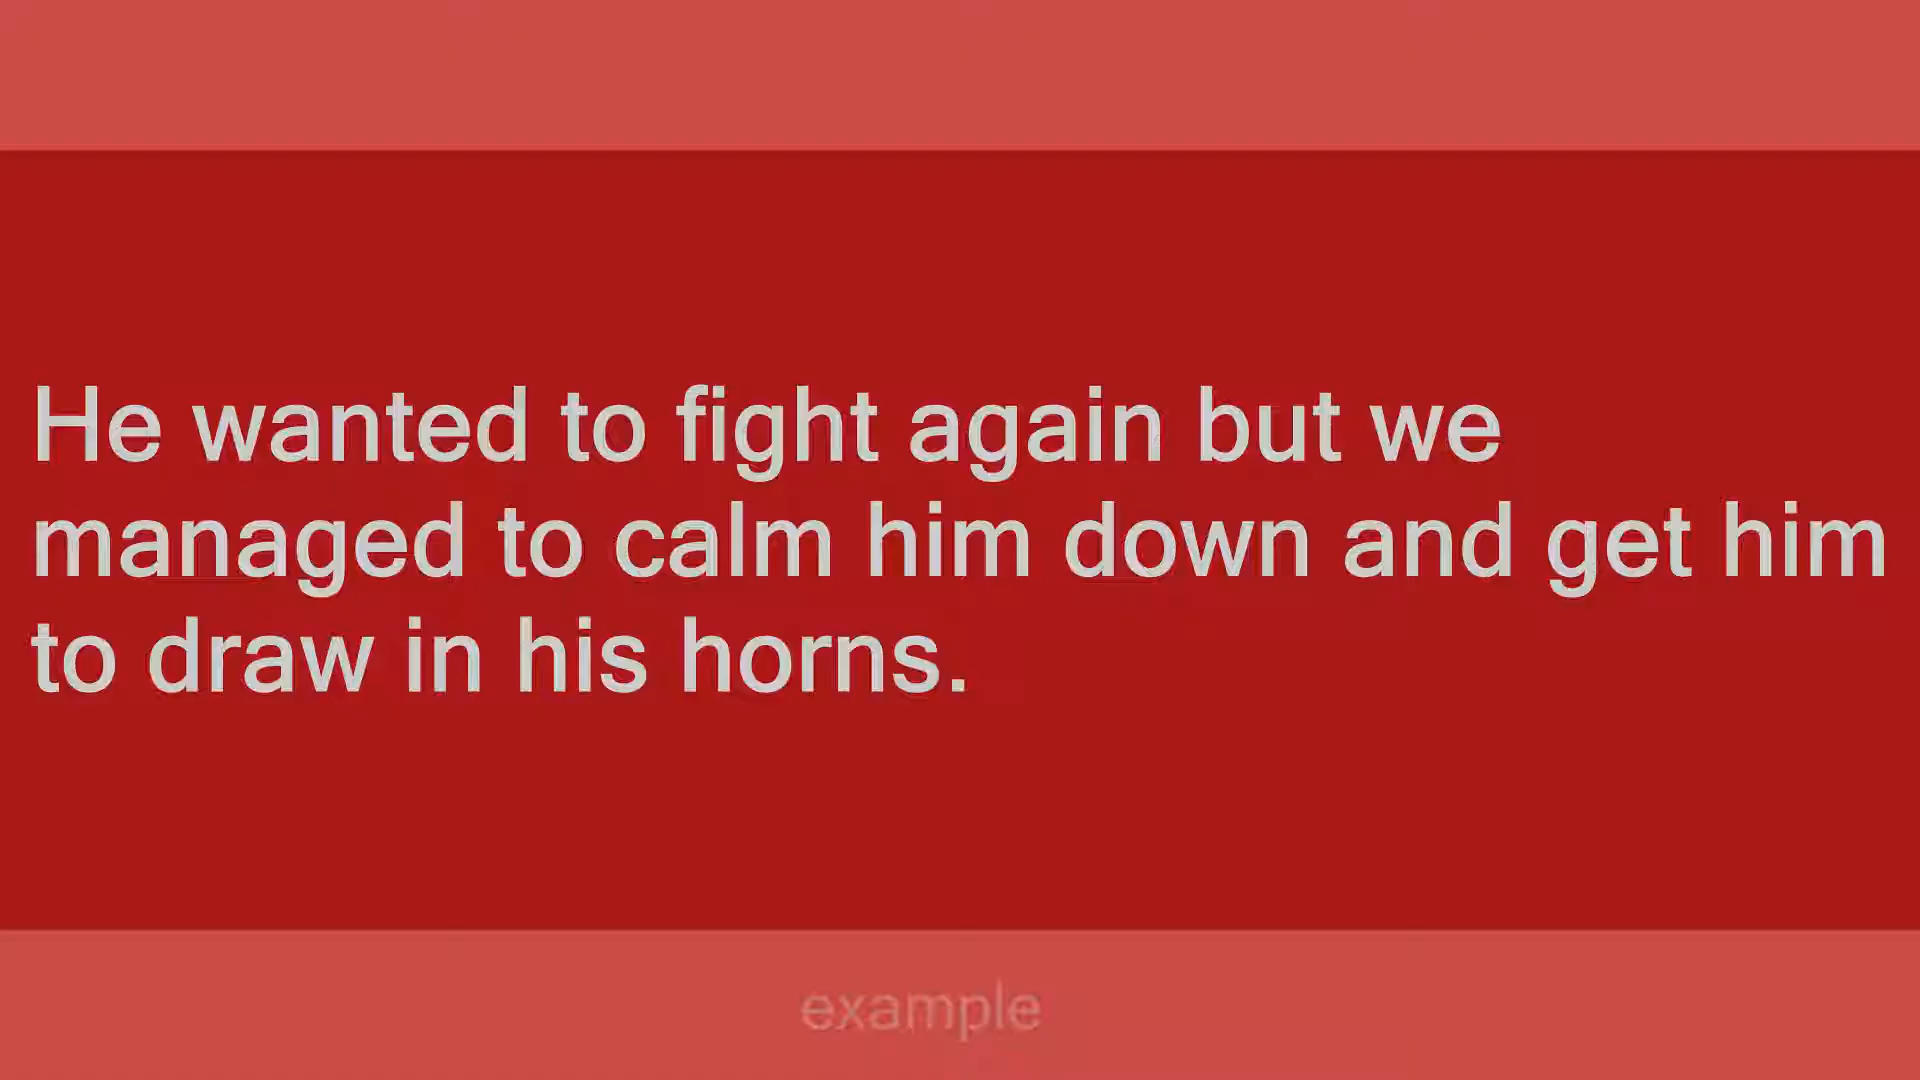 He wanted to fight again but we
managed to calm him down and get him
to draw in his horns.
example